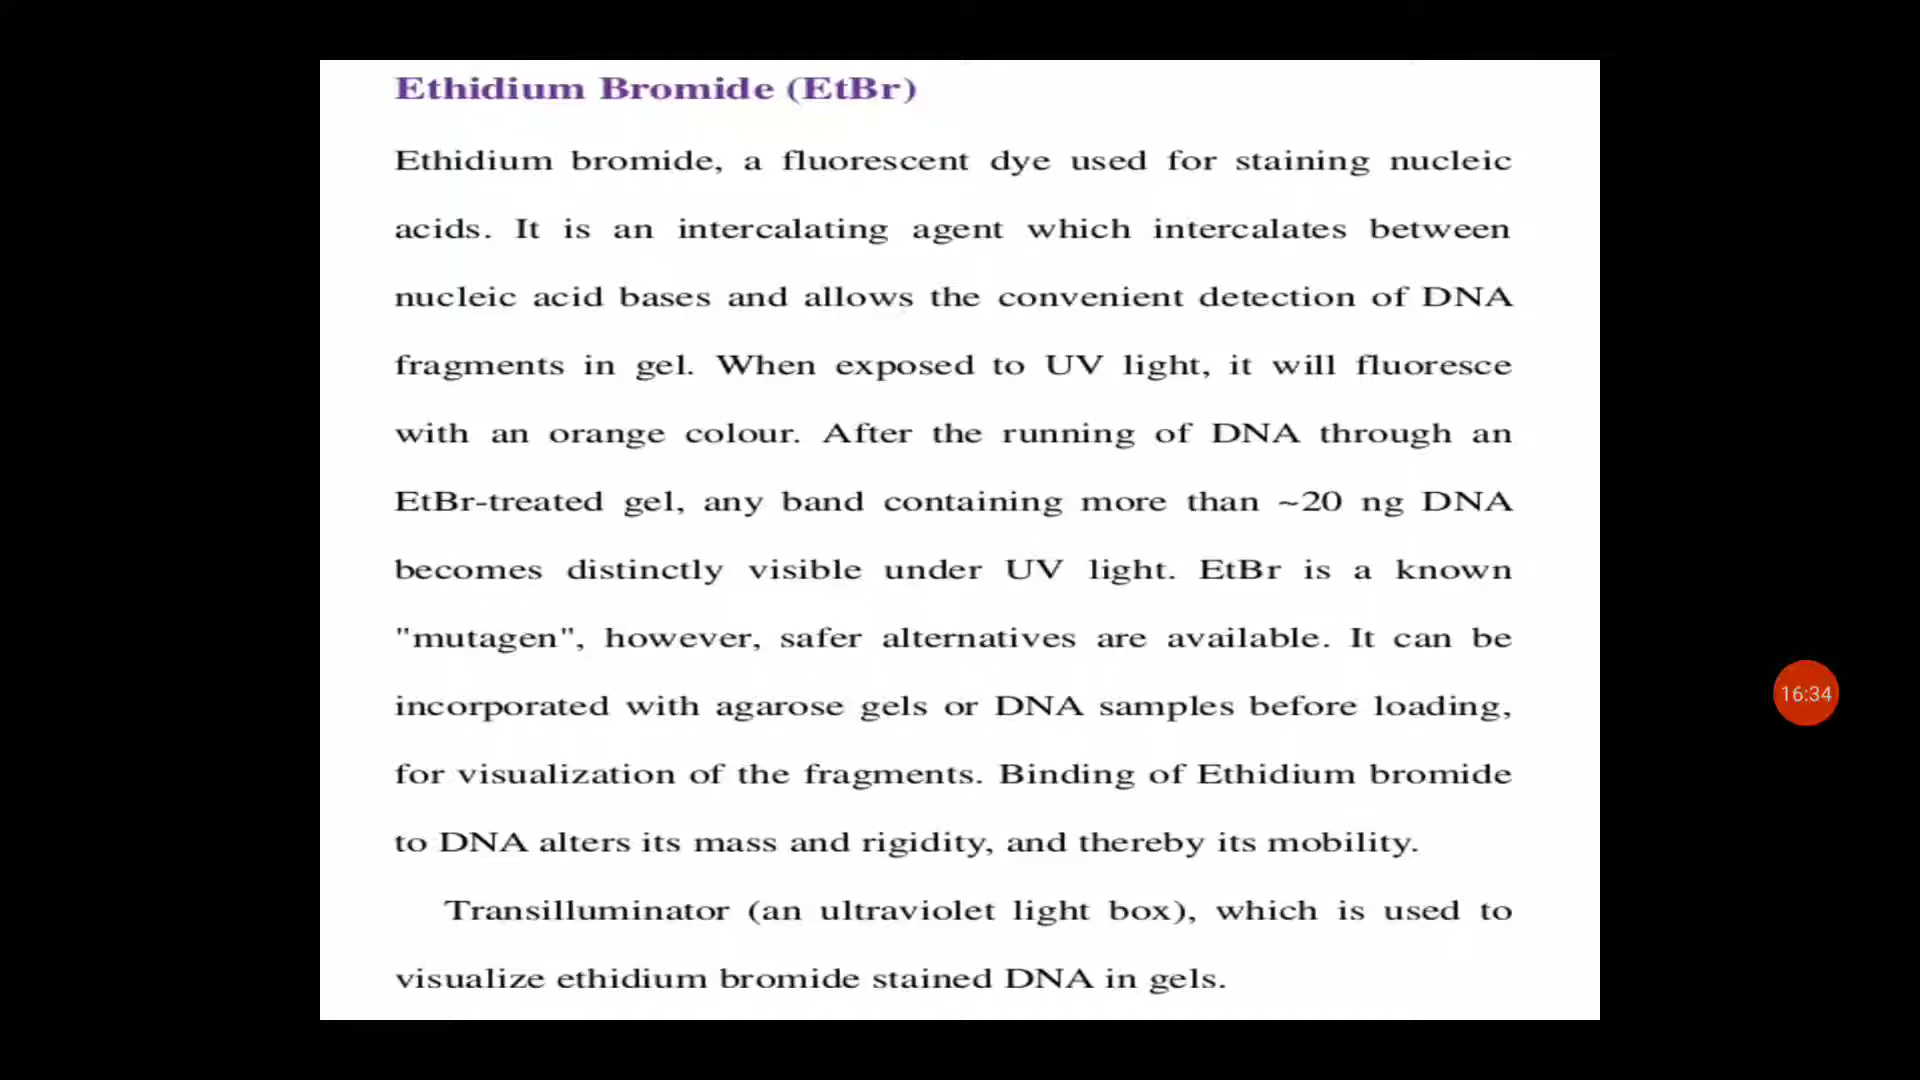 Ethidium Bromide (EtBr)
Ethidium bromide, a fluorescent dye used for staining nucleic
acids. It is an intercalating agent which intercalates between
nucleic acid bases and allows the convenient detection of DNA
fragments in gel. When exposed to UV light, it will fluoresce
with an orange colour. After the running of DNA through an
EtBr-treated gel, any band containing more than ~20 ng DNA
becomes distinctly visible under UV light. EtBr is a known
"mutagen", however, safer alternatives are available. It can be
incorporated with agarose gels or DNA samples before loading,
for visualization of the fragments. Binding of Ethidium bromide
to DNA alters its mass and rigidity, and thereby its mobility.
Transilluminator (an ultraviolet light box), which is used to
visualize ethidium bromide stained DNA in gels.
16:34